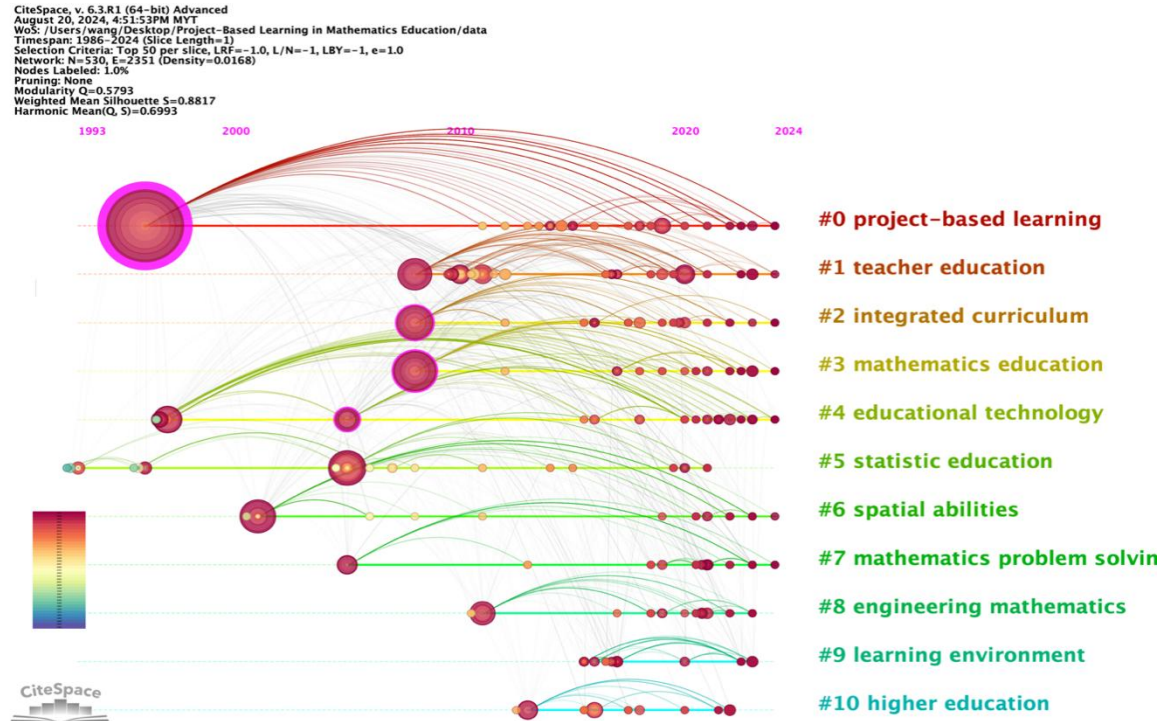 CiteSpace, v. 6.3.R1 (64-bit) Advanced
August 20, 2024, 4:51:53PM MYT
WoS: /Users/wang/Desktop/Project-Based Learning in Mathematics Education/data
Timespan: 1986-2024 (Slice Length=1)
Selection Criteria: Top 50 per slice, LRF=-1.0, L/N=-1, LBY=-1, e=1.0
Network: N=530, E=2351 (Density=0.0168)
Nodes Labeled: 1.0%
Pruning: None
Modularity Q=0.5793
Weighted Mean Silhouette S=0.8817
Harmonic Mean(Q, S)=0.6993
1993 2000 2010 2020 2024
#0 project-based learning
#1 teacher education
#2 integrated curriculum
#3 mathematics education
#4 educational technology
#5 statistic education
#6 spatial abilities
#7 mathematics problem solvin
#8 engineering mathematics
#9 learning environment
#10 higher education
CiteSpace